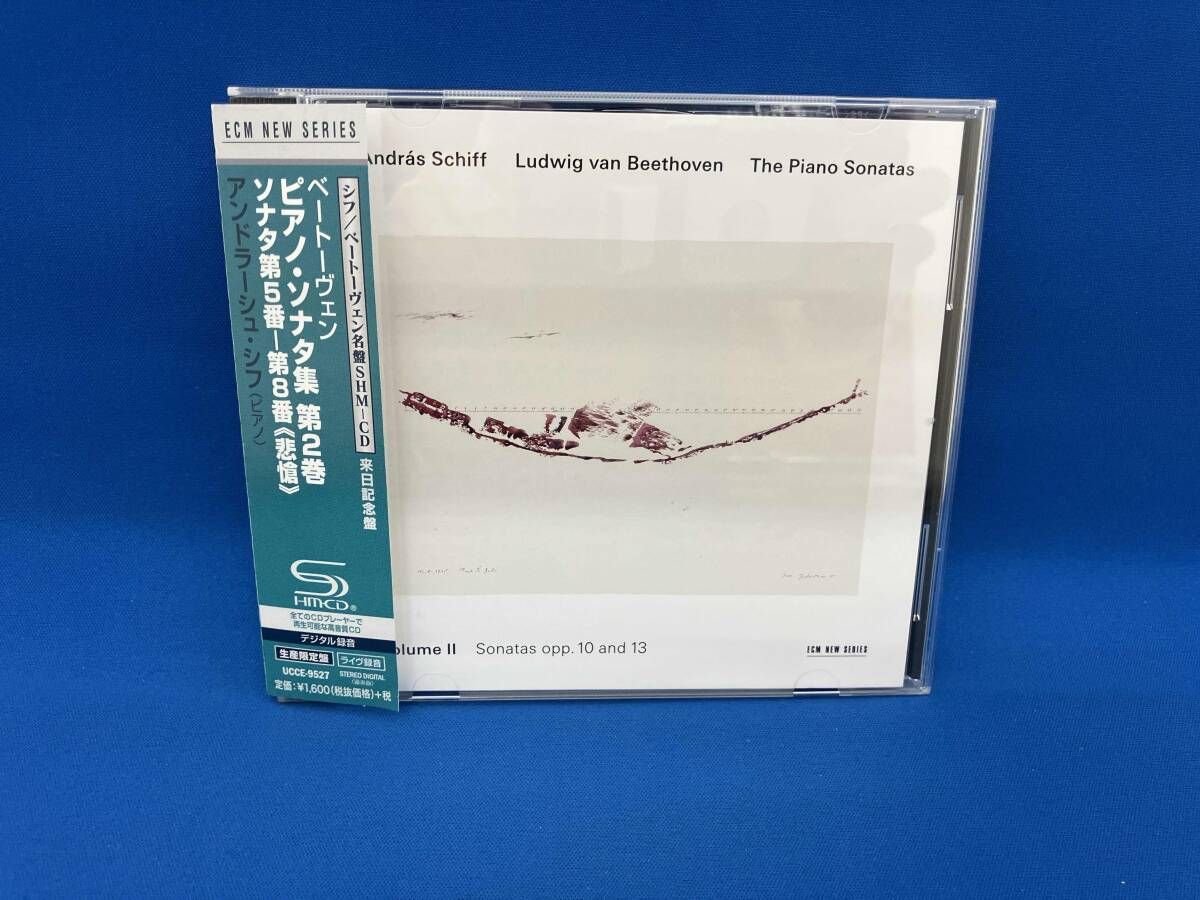 ECM NEW SERIES
シフ/ベートーヴェン名盤SHM-CD 来日記念盤
ベートーヴェン
ピアノ・ソナタ集 第2巻
ソナタ第5番-第8番《悲愴》
アンドラーシュ・シフ(ピアノ)
SHM-CD®
全てのCDプレーヤーで
再生可能な高音質CD
デジタル録音
生産限定盤 ライヴ録音
UCCE-9527 STEREO DIGITAL
定価:¥1,600(税抜価格)+税
András Schiff Ludwig van Beethoven The Piano Sonatas
olume II Sonatas opp. 10 and 13
ECM NEW SERIES